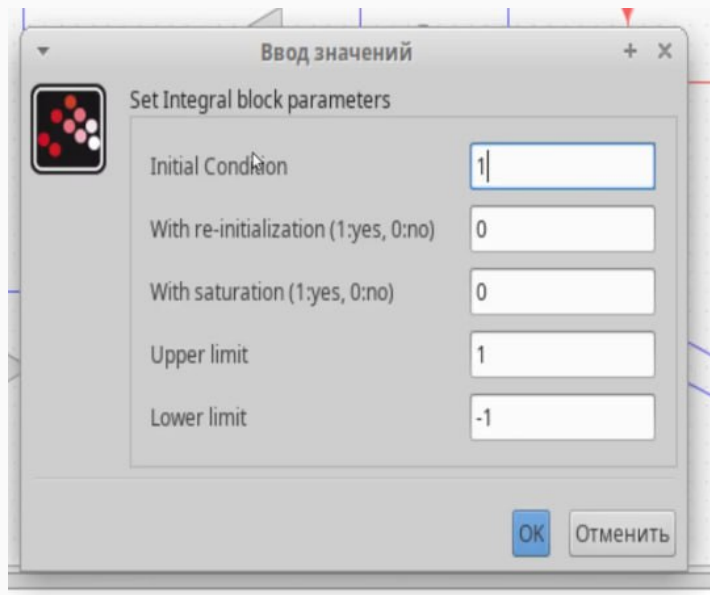 Ввод значений
Set Integral block parameters
Initial Condition 1
With re-initialization (1:yes, 0:no) 0
With saturation (1:yes, 0:no) 0
Upper limit 1
Lower limit -1
OK Отменить